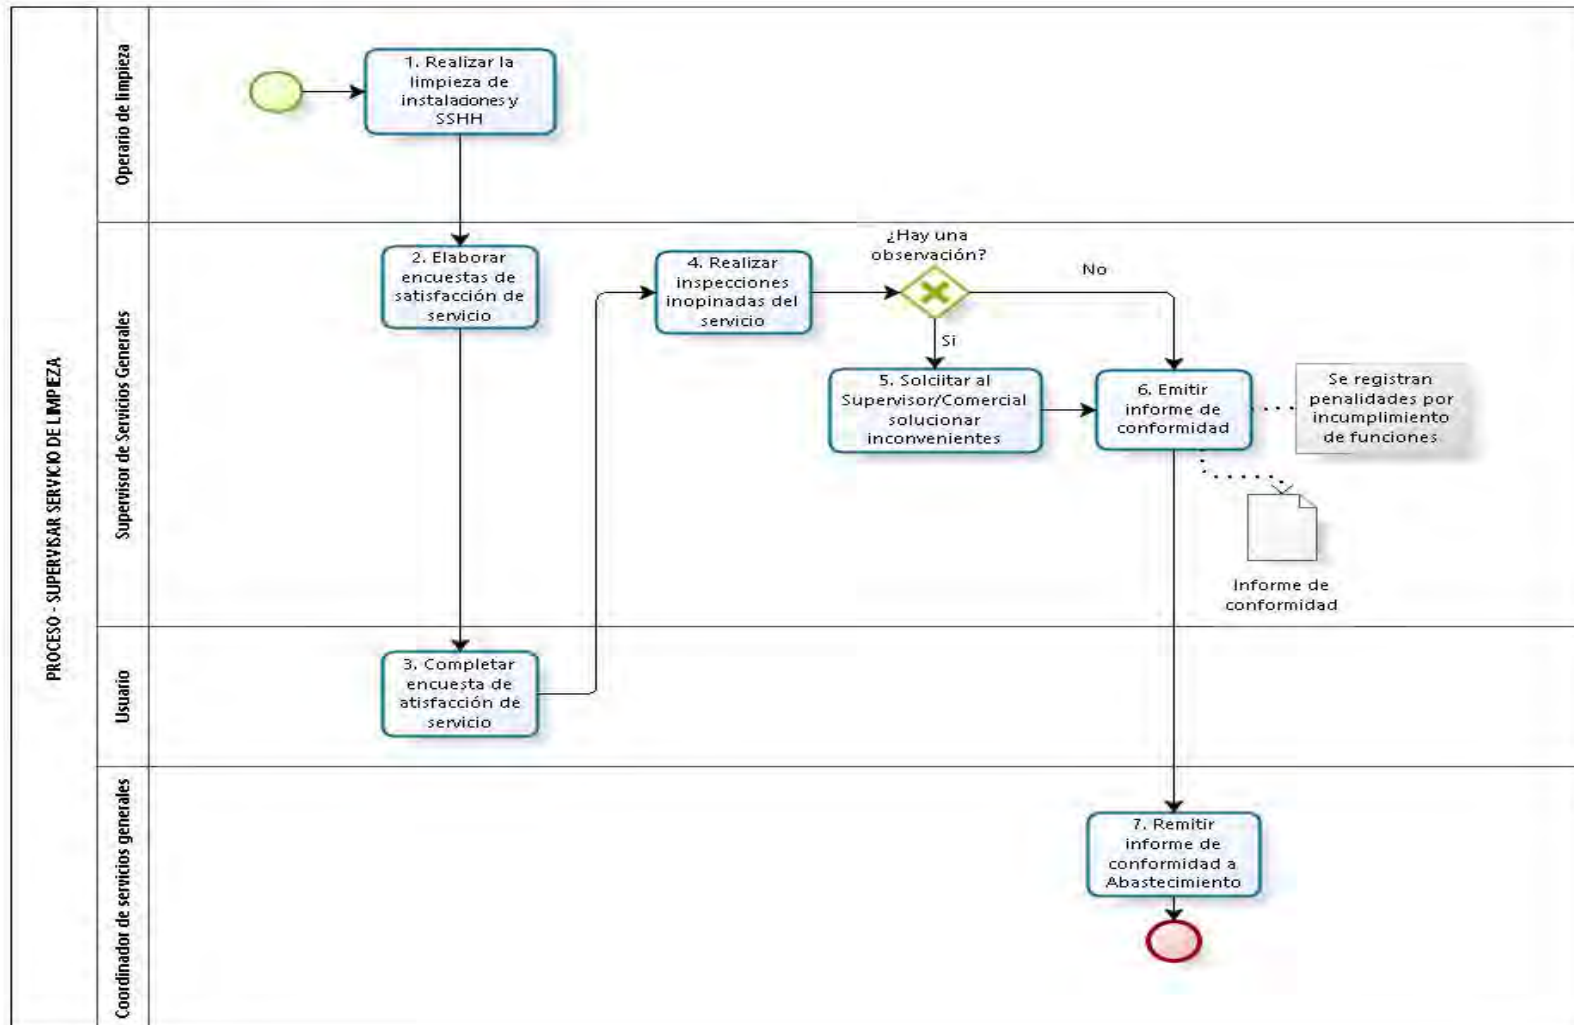 PROCESO - SUPERVISAR SERVICIO DE LIMPIEZA
Operario de limpieza
1. Realizar la
limpieza de
instalaciones y
SSHH
Supervisor de Servicios Generales
2. Elaborar
encuestas de
satisfacción de
servicio
4. Realizar
inspecciones
inopinadas del
servicio
¿Hay una
observación?
No
Si
5. Solciitar al
Supervisor/Comercial
solucionar
inconvenientes
6. Emitir
informe de
conformidad
Se registran
penalidades por
incumplimiento
de funciones
Informe de
conformidad
Usuario
3. Completar
encuesta de
atisfacción de
servicio
Coordinador de servicios generales
7. Remitir
informe de
conformidad a
Abastecimiento